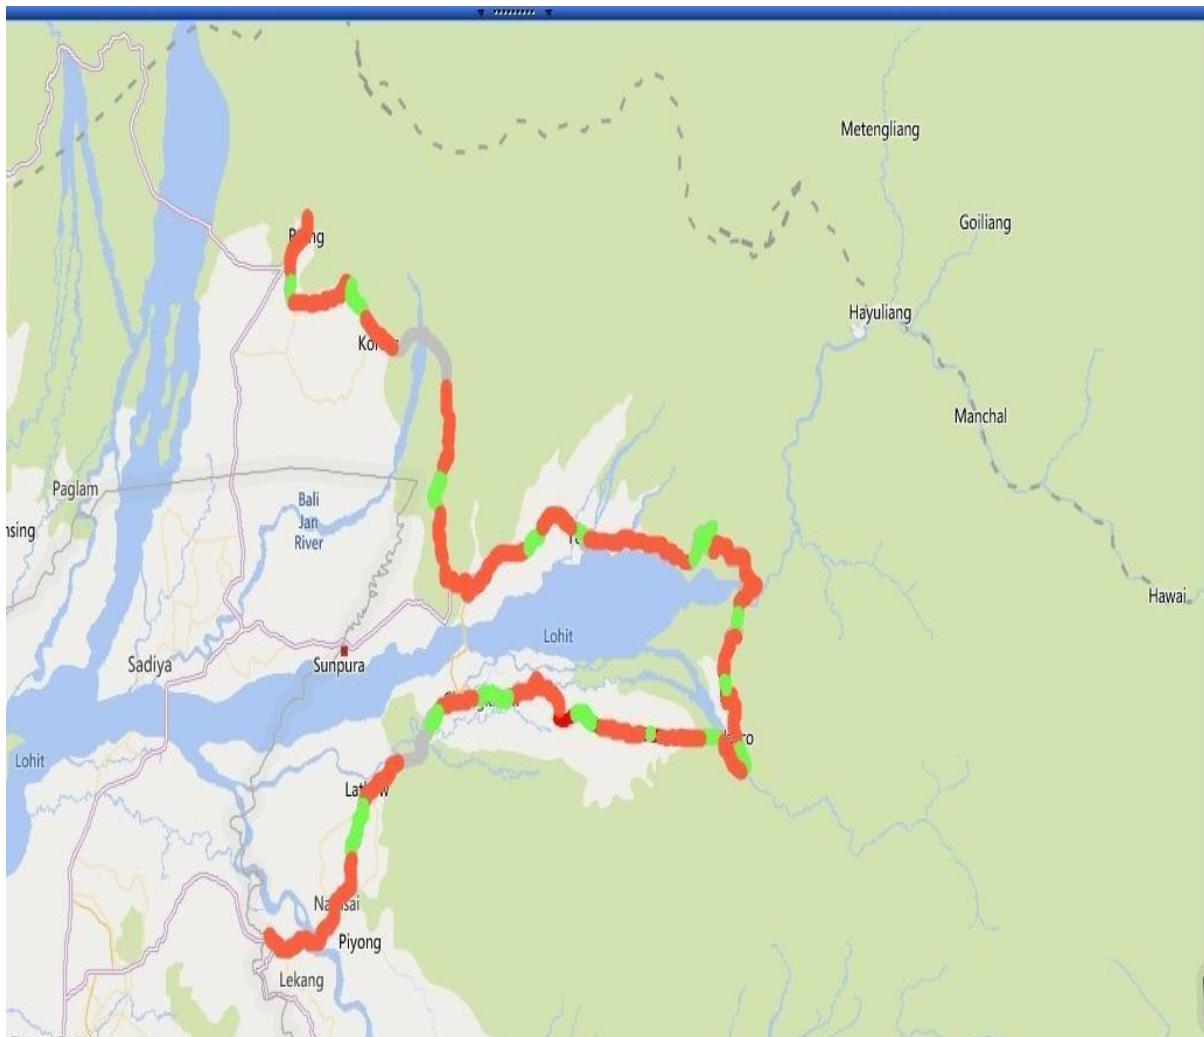 Metengliang
Goiliang
Hayuliang
Manchal
Paglam
Bali
Jan
River
Hawai
Lohit
Sadiya
Sunpura
Lohit
Piyong
Lekang